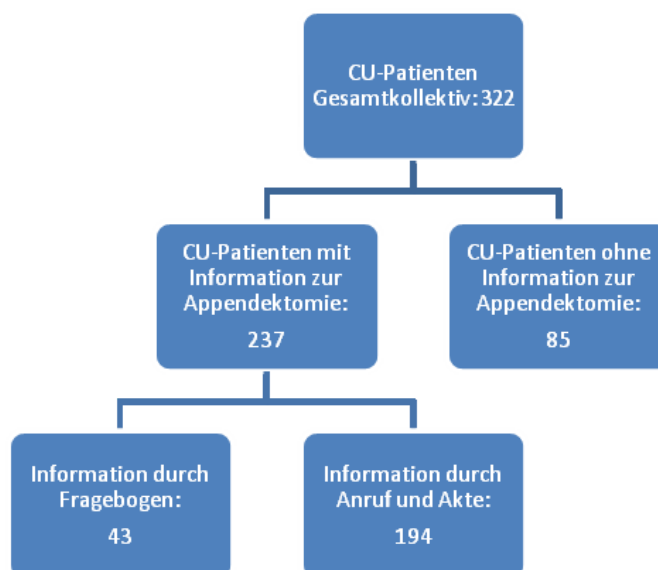 CU-Patienten
Gesamtkollektiv: 322
CU-Patienten mit
Information zur
Appendektomie:
237
CU-Patienten ohne
Information zur
Appendektomie:
85
Information durch
Fragebogen:
43
Information durch
Anruf und Akte:
194